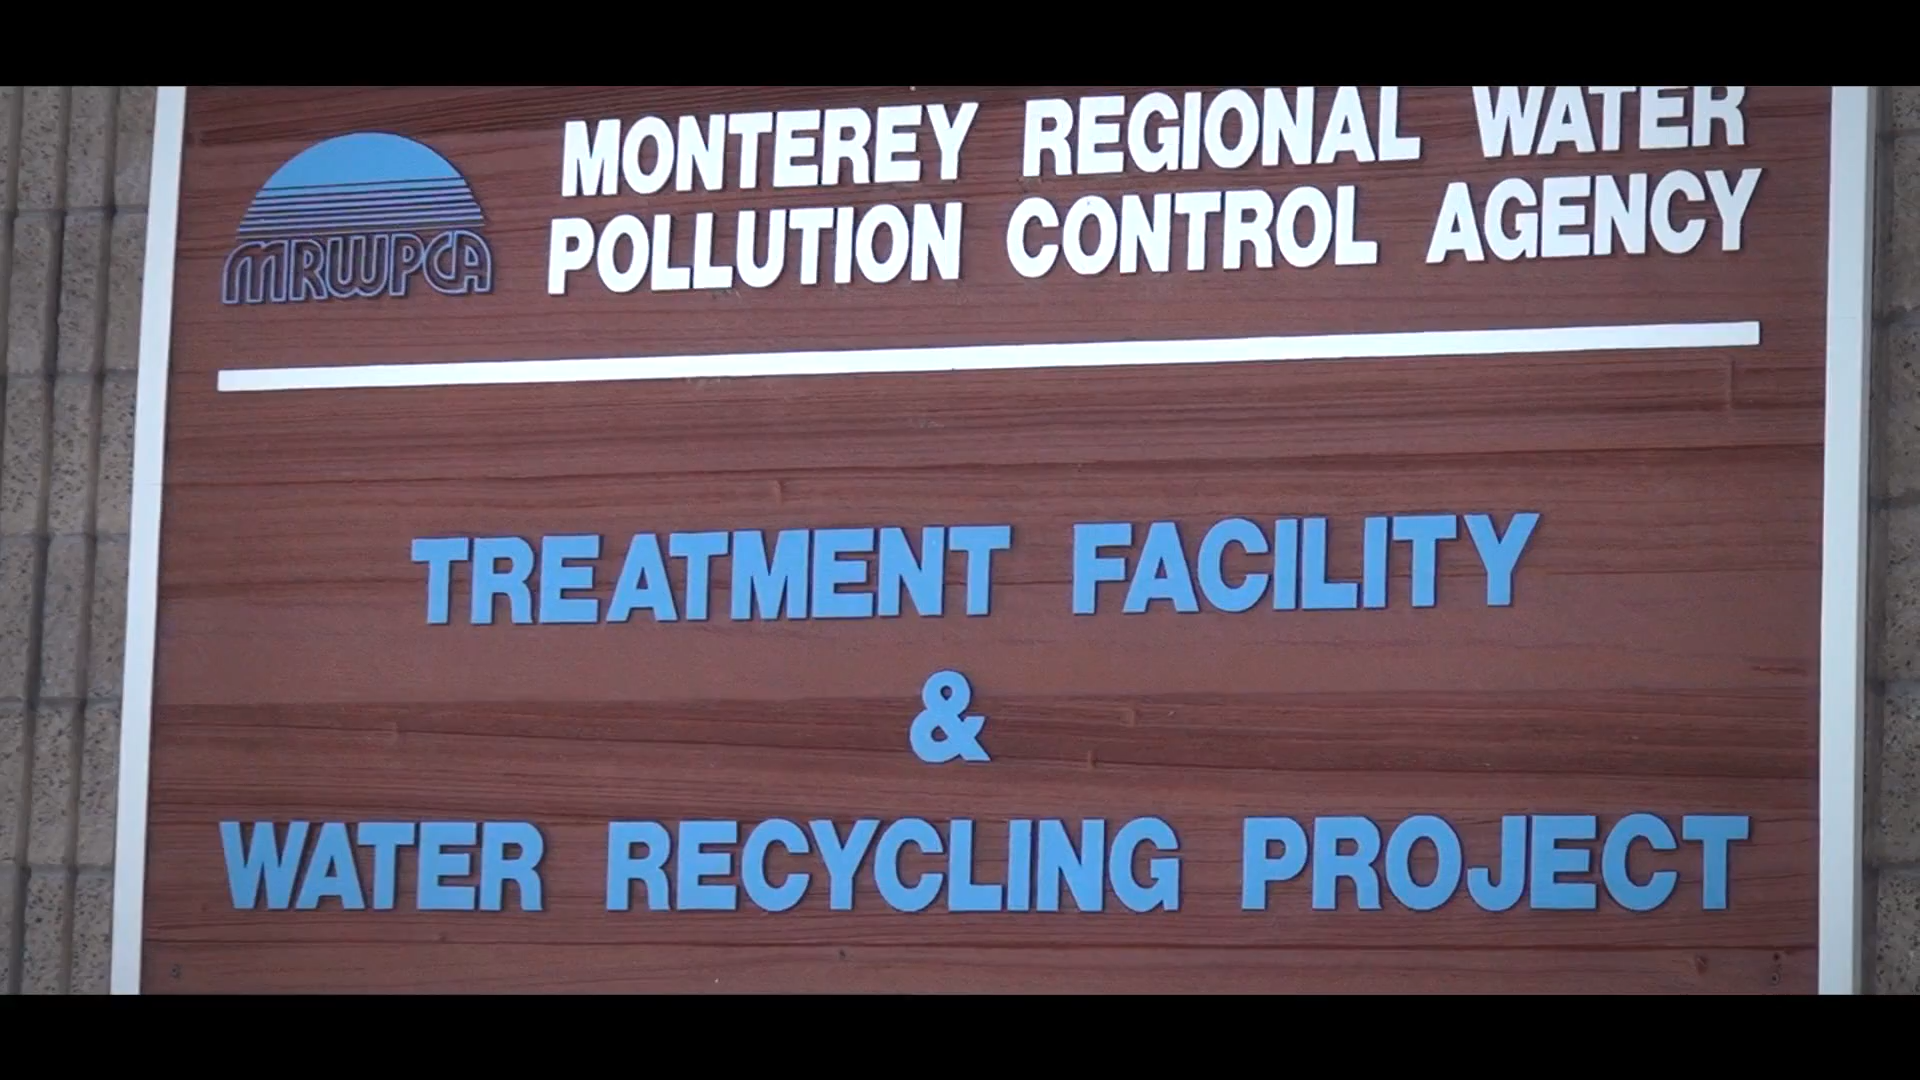 MONTEREY REGIONAL WATER
POLLUTION CONTROL AGENCY
MRWPCA
TREATMENT FACILITY
&
WATER RECYCLING PROJECT